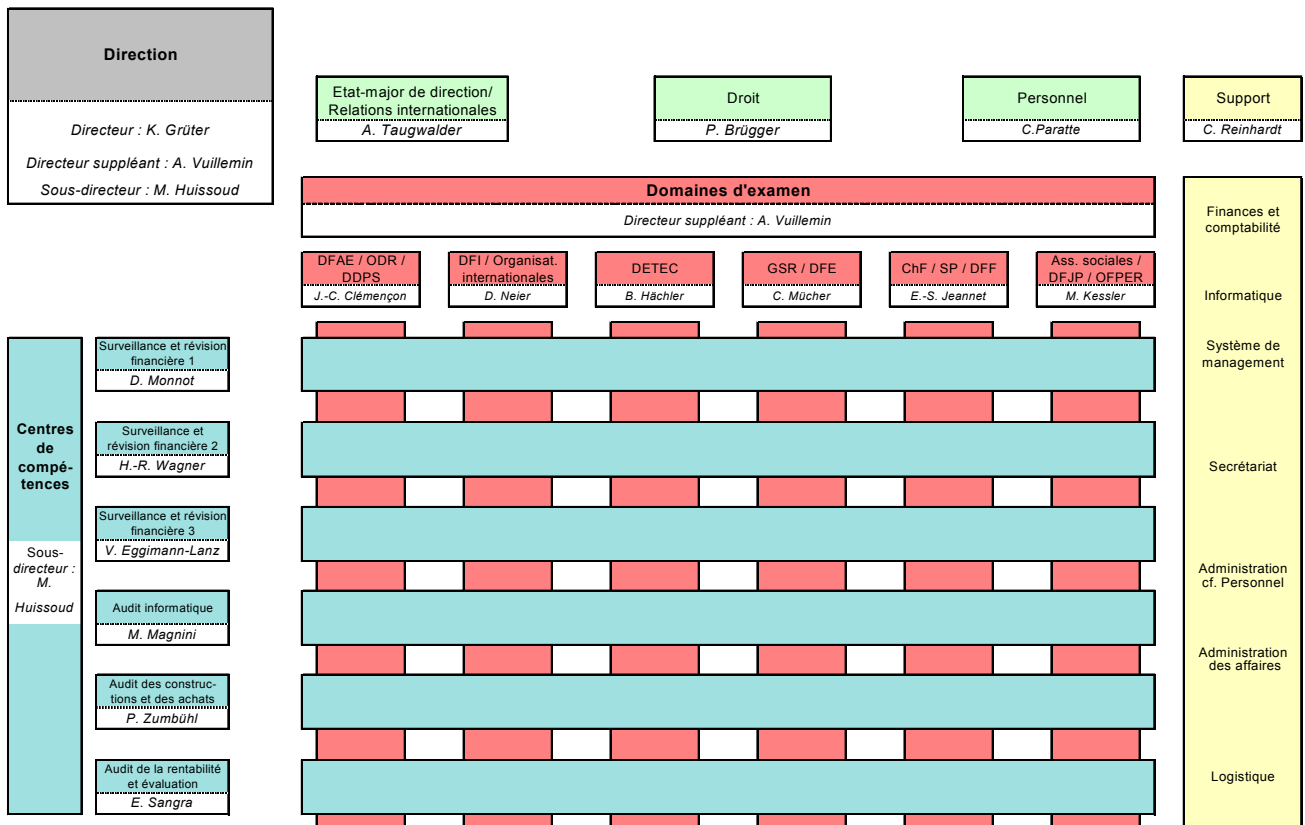 Direction
Directeur : K. Grüter
Directeur suppléant : A. Vuillemin
Sous-directeur : M. Huissoud
Etat-major de direction/
Relations internationales
A. Taugwalder
Droit
P. Brügger
Personnel
C.Paratte
Support
C. Reinhardt
Domaines d'examen
Directeur suppléant : A. Vuillemin
DFAE / ODR /
DDPS
J.-C. Clémençon
DFI / Organisat.
internationales
D. Neier
DETEC
B. Hächler
GSR / DFE
C. Mücher
ChF / SP / DFF
E.-S. Jeannet
Ass. sociales /
DFJP / OFPER
M. Kessler
Finances et
comptabilité
Informatique
Système de
management
Secrétariat
Administration
cf. Personnel
Administration
des affaires
Logistique
Centres
de
compé-
tences
Sous-
directeur :
M.
Huissoud
Surveillance et révision
financière 1
D. Monnot
Surveillance et
révision financière 2
H.-R. Wagner
Surveillance et révision
financière 3
V. Eggimann-Lanz
Audit informatique
M. Magnini
Audit des construc-
tions et des achats
P. Zumbühl
Audit de la rentabilité
et évaluation
E. Sangra